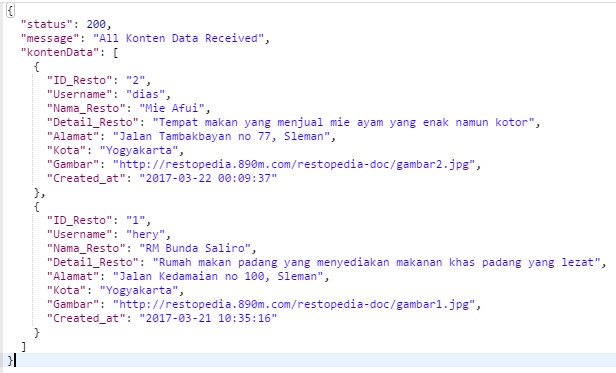 {
"status": 200,
"message": "All Konten Data Received",
"kontenData": [
{
"ID_Resto": "2",
"Username": "dias",
"Nama_Resto": "Mie Afui",
"Detail_Resto": "Tempat makan yang menjual mie ayam yang enak namun kotor",
"Alamat": "Jalan Tambakbayan no 77, Sleman",
"Kota": "Yogyakarta",
"Gambar": "http://restopedia.890m.com/restopedia-doc/gambar2.jpg",
"Created_at": "2017-03-22 00:09:37"
},
{
"ID_Resto": "1",
"Username": "hery",
"Nama_Resto": "RM Bunda Saliro",
"Detail_Resto": "Rumah makan padang yang menyediakan makanan khas padang yang lezat",
"Alamat": "Jalan Kedamaian no 100, Sleman",
"Kota": "Yogyakarta",
"Gambar": "http://restopedia.890m.com/restopedia-doc/gambar1.jpg",
"Created_at": "2017-03-21 10:35:16"
}
]
}